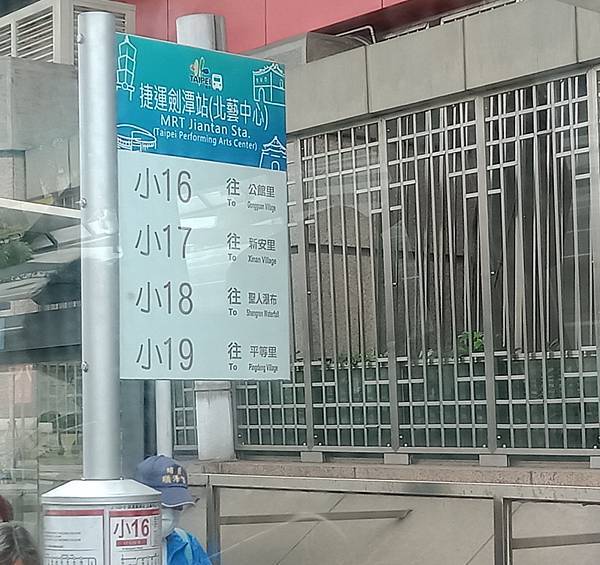 TAIPEI
捷運劍潭站(北藝中心)
MRT Jiantan Sta.
(Taipei Performing Arts Center)
小16 往 公館里
To Gongguan Village
小17 往 新安里
To Xinan Village
小18 往 聖人瀑布
To Shengren Waterfall
小19 往 平等里
To Pingdeng Village
小16